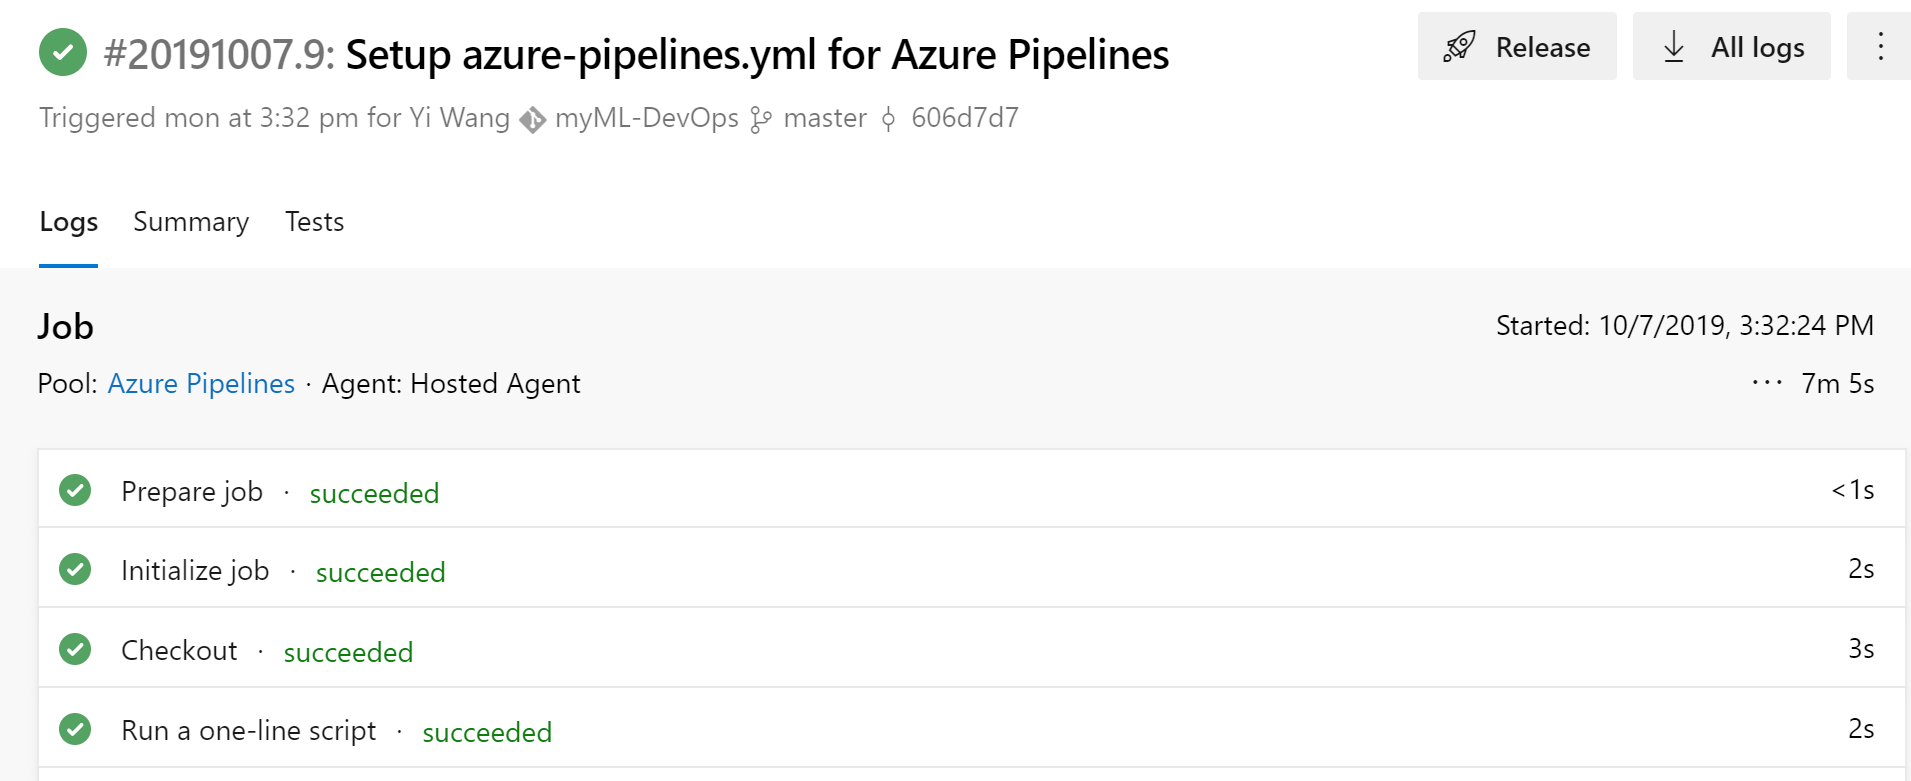 #20191007.9: Setup azure-pipelines.yml for Azure Pipelines
Release
All logs
Triggered mon at 3:32 pm for Yi Wang myML-DevOps master 606d7d7
Logs Summary Tests
Job
Started: 10/7/2019, 3:32:24 PM
Pool: Azure Pipelines · Agent: Hosted Agent
··· 7m 5s
Prepare job · succeeded <1s
Initialize job · succeeded 2s
Checkout · succeeded 3s
Run a one-line script · succeeded 2s